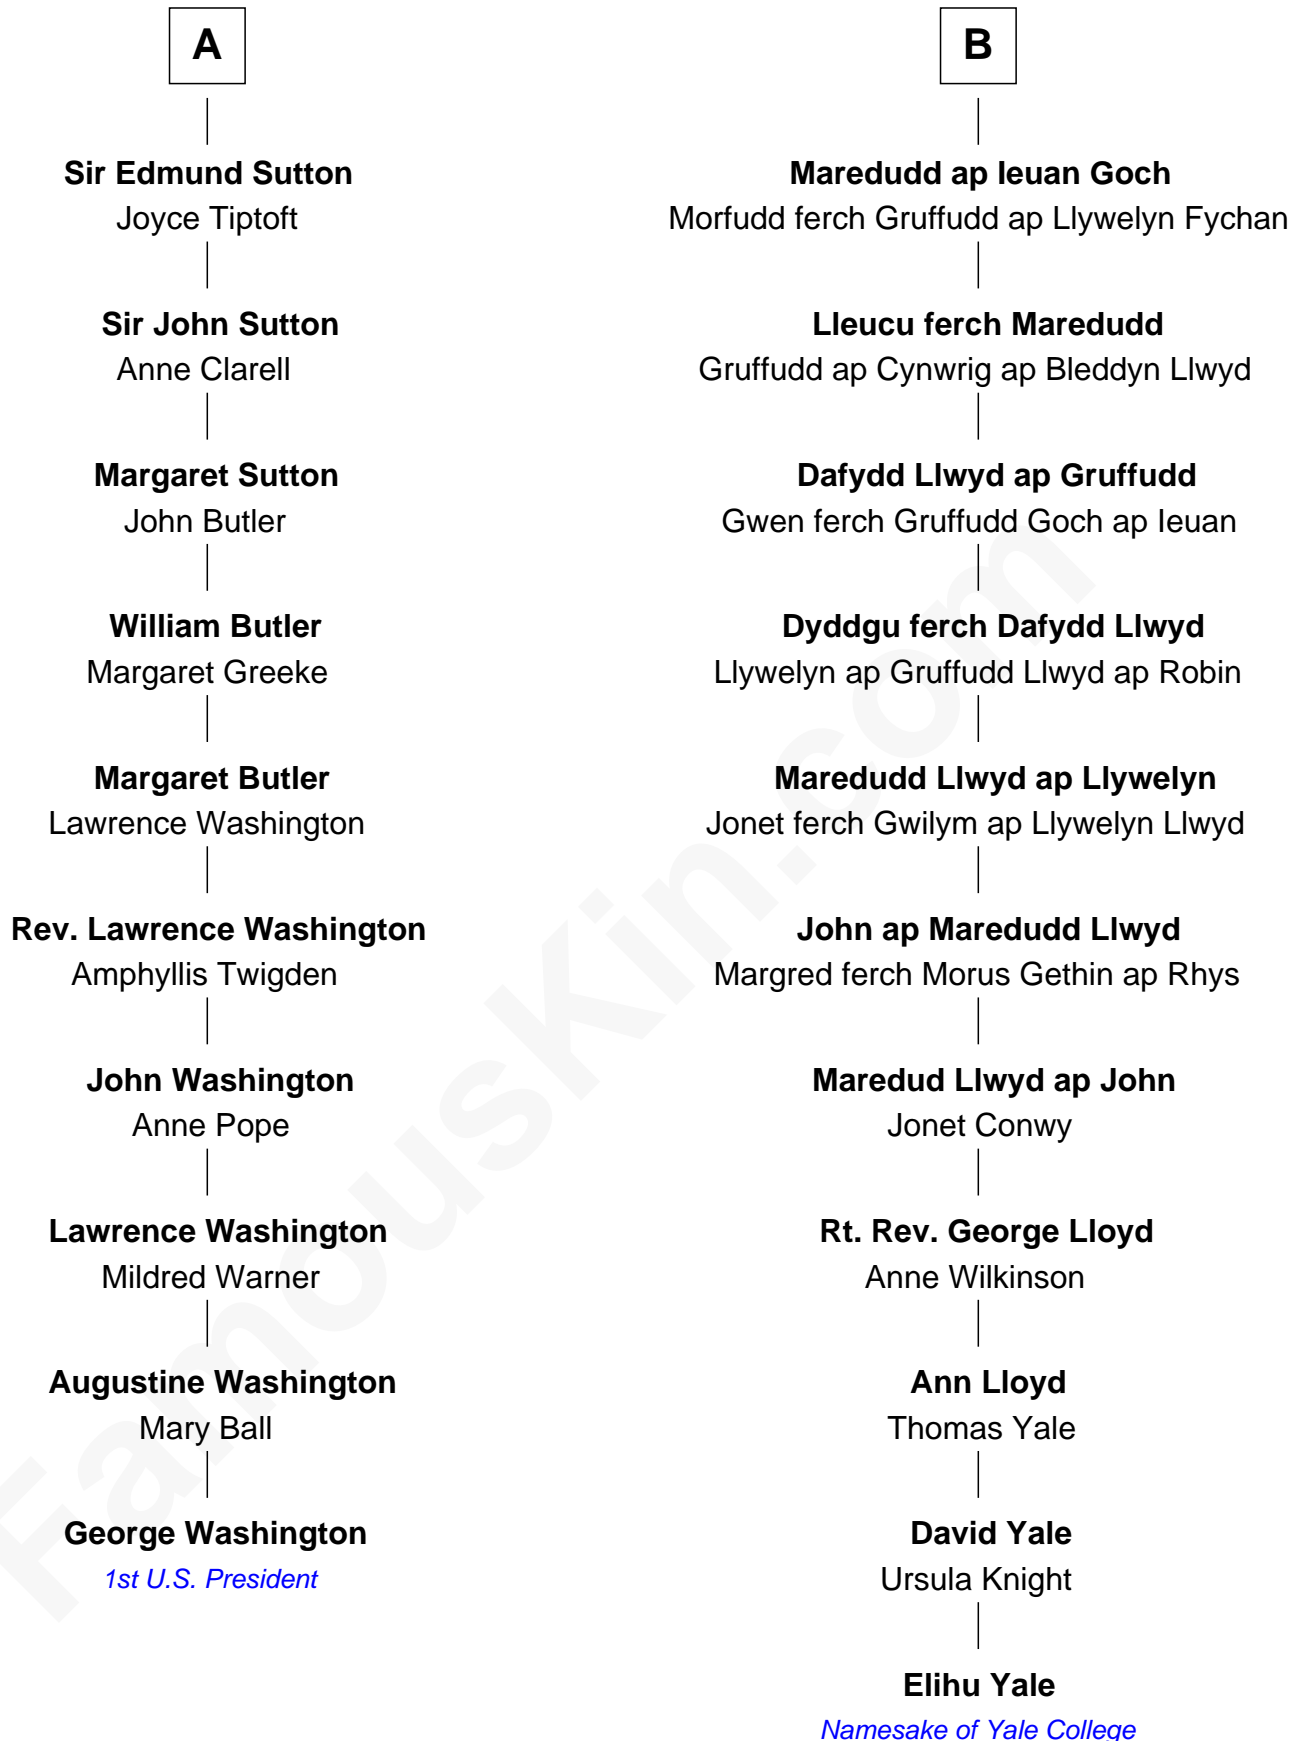 A
Sir Edmund Sutton
Joyce Tiptoft
Sir John Sutton
Anne Clarell
Margaret Sutton
John Butler
William Butler
Margaret Greeke
Margaret Butler
Lawrence Washington
Rev. Lawrence Washington
Amphyllis Twigden
John Washington
Anne Pope
Lawrence Washington
Mildred Warner
Augustine Washington
Mary Ball
George Washington
1st U.S. President
B
Maredudd ap Ieuan Goch
Morfudd ferch Gruffudd ap Llywelyn Fychan
Lleucu ferch Maredudd
Gruffudd ap Cynwrig ap Bleddyn Llwyd
Dafydd Llwyd ap Gruffudd
Gwen ferch Gruffudd Goch ap Ieuan
Dyddgu ferch Dafydd Llwyd
Llywelyn ap Gruffudd Llwyd ap Robin
Maredudd Llwyd ap Llywelyn
Jonet ferch Gwilym ap Llywelyn Llwyd
John ap Maredudd Llwyd
Margred ferch Morus Gethin ap Rhys
Maredud Llwyd ap John
Jonet Conwy
Rt. Rev. George Lloyd
Anne Wilkinson
Ann Lloyd
Thomas Yale
David Yale
Ursula Knight
Elihu Yale
Namesake of Yale College
FamousKin.com